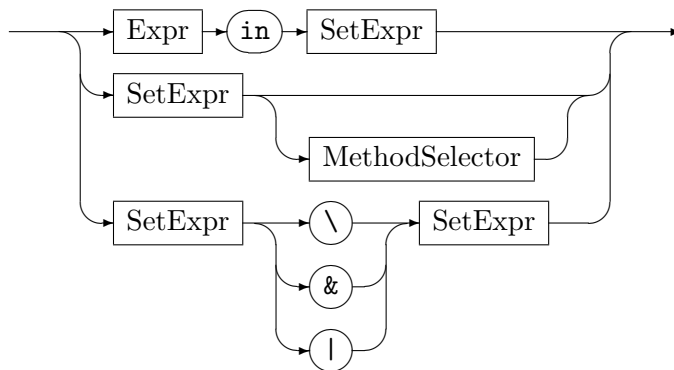 Expr in SetExpr
SetExpr
MethodSelector
SetExpr \ SetExpr
&
|